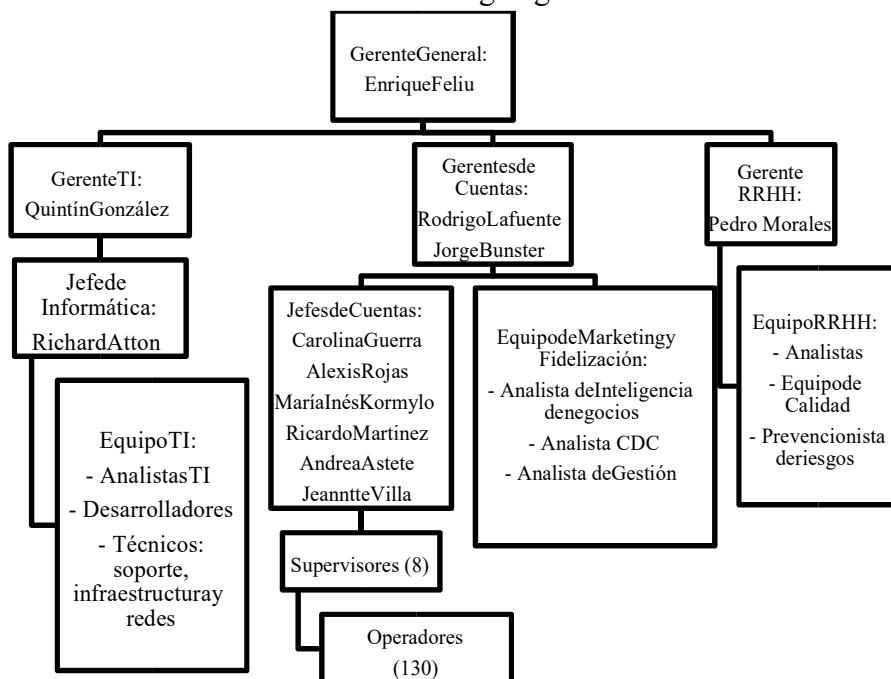 GerenteGeneral:
EnriqueFeliu
GerenteTI:
QuintínGonzález
Gerentesde
Cuentas:
RodrigoLafuente
JorgeBunster
Gerente
RRHH:
Pedro Morales
Jefede
Informática:
RichardAtton
JefesdeCuentas:
CarolinaGuerra
AlexisRojas
MaríaInésKormylo
RicardoMartinez
AndreaAstete
JeanntteVilla
EquipodeMarketingy
Fidelización:
- Analista deInteligencia
denegocios
- Analista CDC
- Analista deGestión
EquipoRRHH:
- Analistas
- Equipode
Calidad
- Prevencionista
deriesgos
EquipoTI:
- AnalistasTI
- Desarrolladores
- Técnicos:
soporte,
infraestructuray
redes
Supervisores (8)
Operadores
(130)